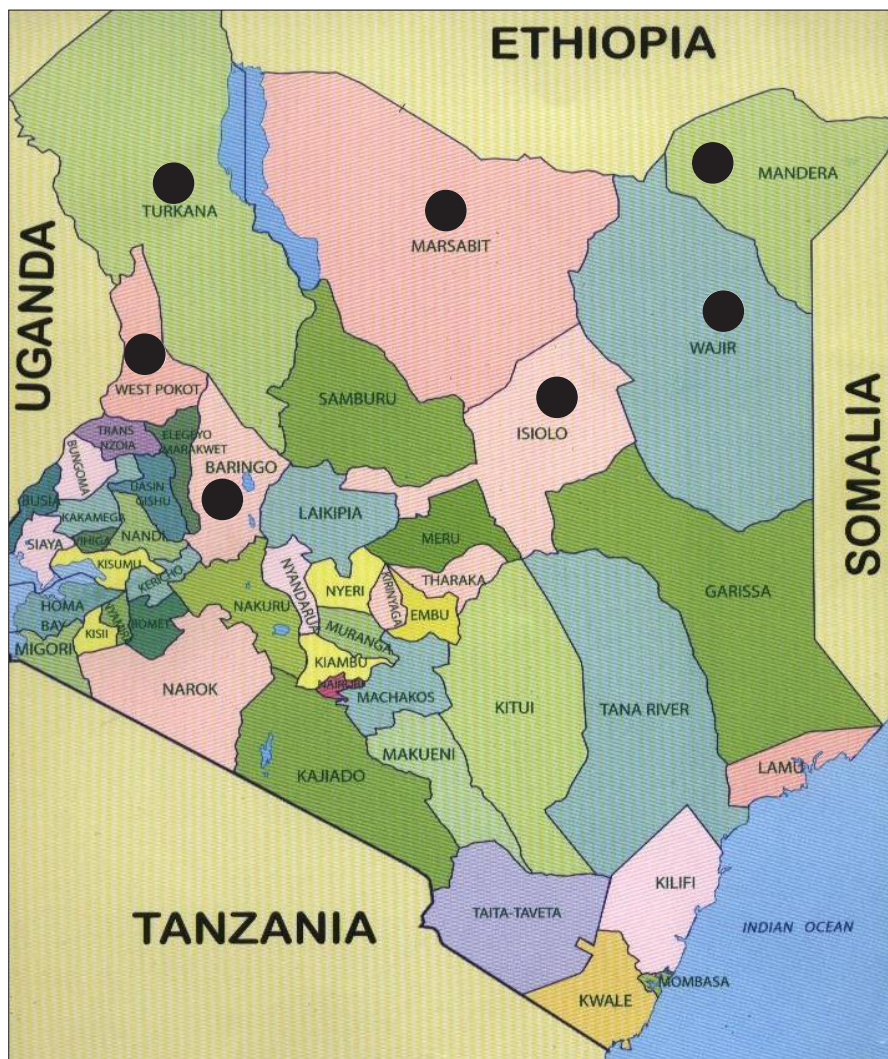 ETHIOPIA
MANDERA
TURKANA
MARSABIT
UGANDA
WAJIR
WEST POKOT
SAMBURU
ISIOLO
SOMALIA
TRANS
NZOIA
ELEGEYO
MARAKWET
BUNGOMA
BARINGO
UASIN
GISHU
BUSIA
KAKAMEGA
LAIKIPIA
NANDI
VIHIGA
SIAYA
MERU
KISUMU
KERICHO
THARAKA
NYANDARUA
NYERI
KIRINYAGA
GARISSA
HOMA
BAY
NYAMIRA
NAKURU
EMBU
BOMET
KISII
MURANGA
MIGORI
KIAMBU
NAIROBI
NAROK
MACHAKOS
KITUI
TANA RIVER
MAKUENI
LAMU
KAJIADO
KILIFI
TAITA-TAVETA
TANZANIA
INDIAN OCEAN
MOMBASA
KWALE